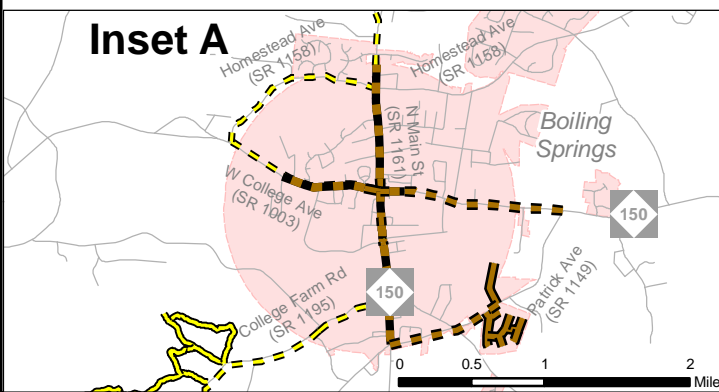 Inset A
Homestead Ave
(SR 1158)
Homestead Ave
(SR 1158)
N Main St
(SR 1161)
Boiling
Springs
W College Ave
(SR 1003)
150
Patrick Ave
(SR 1149)
College Farm Rd
(SR 1195)
150
0 0.5 1 2
Mile